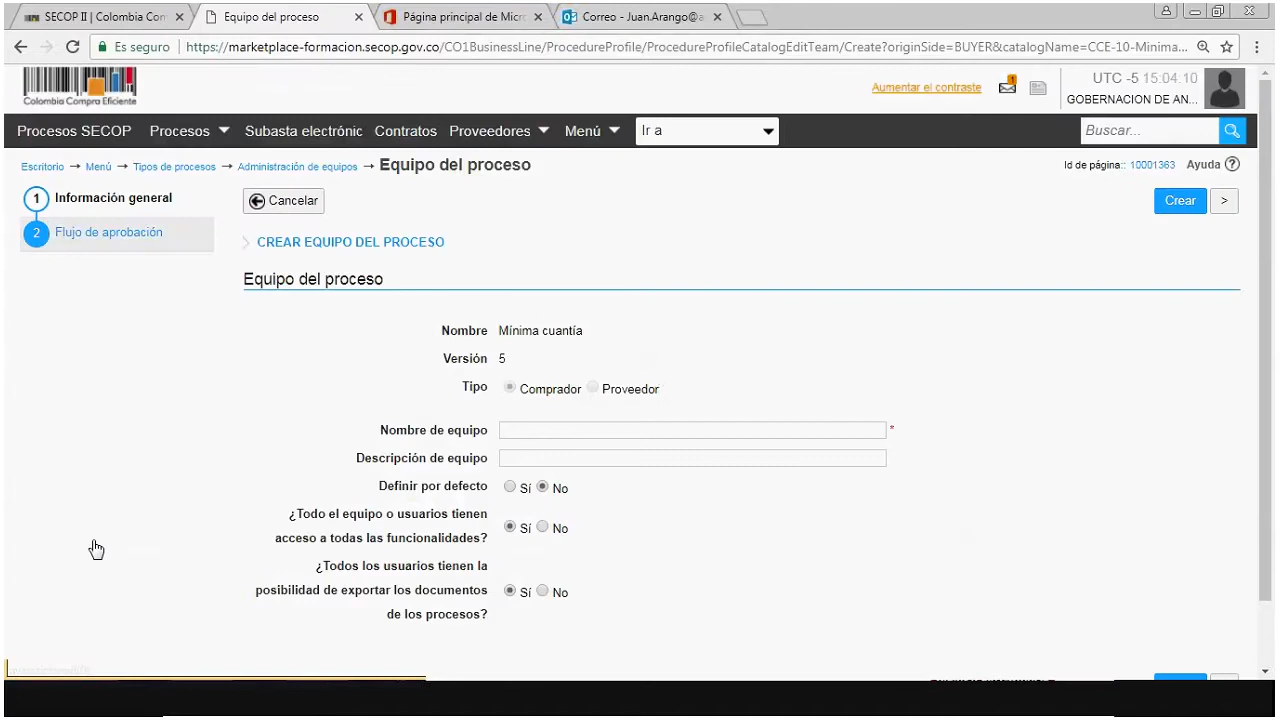 SECOP II | Colombia Con
Equipo del proceso
Página principal de Micr
Correo - Juan.Arango@a
Es seguro
https://marketplace-formacion.secop.gov.co/CO1BusinessLine/ProcedureProfile/ProcedureProfileCatalogEditTeam/Create?originSide=BUYER&catalogName=CCE-10-Minima...
Colombia Compra Eficiente
Aumentar el contraste
1
UTC -5 15:04.10
GOBERNACION DE AN...
Procesos SECOP
Procesos
Subasta electrónic
Contratos
Proveedores
Menú
Ir a
Buscar...
Escritorio → Menú → Tipos de procesos → Administración de equipos → Equipo del proceso
Id de página:: 10001363
Ayuda ?
1 Información general
2 Flujo de aprobación
Cancelar
Crear
>
CREAR EQUIPO DEL PROCESO
Equipo del proceso
Nombre Mínima cuantía
Versión 5
Tipo Comprador Proveedor
Nombre de equipo *
Descripción de equipo
Definir por defecto Sí No
¿Todo el equipo o usuarios tienen
acceso a todas las funcionalidades? Sí No
¿Todos los usuarios tienen la
posibilidad de exportar los documentos
de los procesos? Sí No